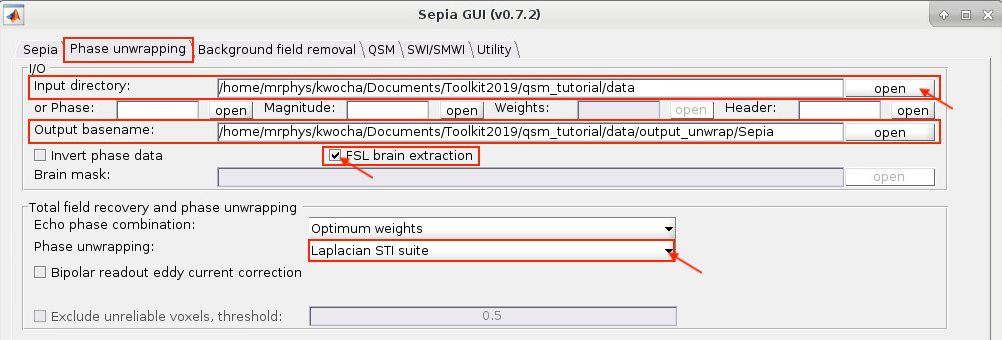 Sepia GUI (v0.7.2)
Sepia Phase unwrapping Background field removal QSM SWI/SMWI Utility
I/O
Input directory: /home/mrphys/kwocha/Documents/Toolkit2019/qsm_tutorial/data open
or Phase: open Magnitude: open Weights: open Header: open
Output basename: /home/mrphys/kwocha/Documents/Toolkit2019/qsm_tutorial/data/output_unwrap/Sepia open
Invert phase data FSL brain extraction
Brain mask: open
Total field recovery and phase unwrapping
Echo phase combination: Optimum weights
Phase unwrapping: Laplacian STI suite
Bipolar readout eddy current correction
Exclude unreliable voxels, threshold: 0.5